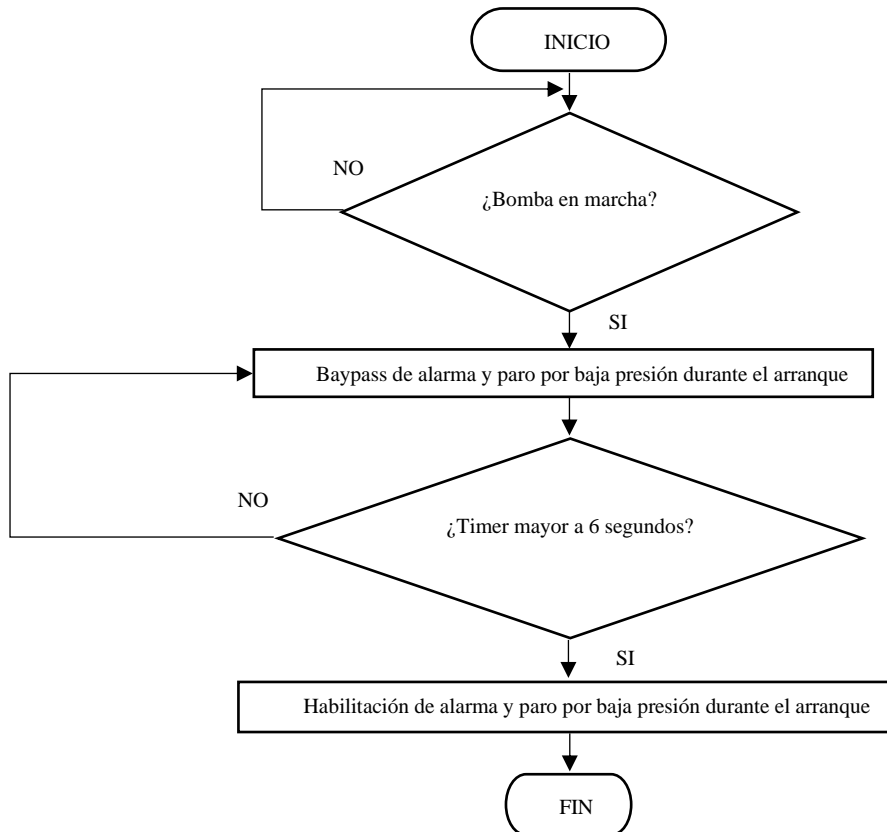 INICIO
NO
¿Bomba en marcha?
SI
Baypass de alarma y paro por baja presión durante el arranque
NO
¿Timer mayor a 6 segundos?
SI
Habilitación de alarma y paro por baja presión durante el arranque
FIN